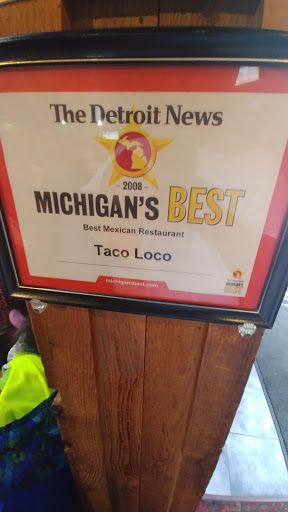 The Detroit News
2008
MICHIGAN'S BEST
Best Mexican Restaurant
Taco Loco
michigansbest.com